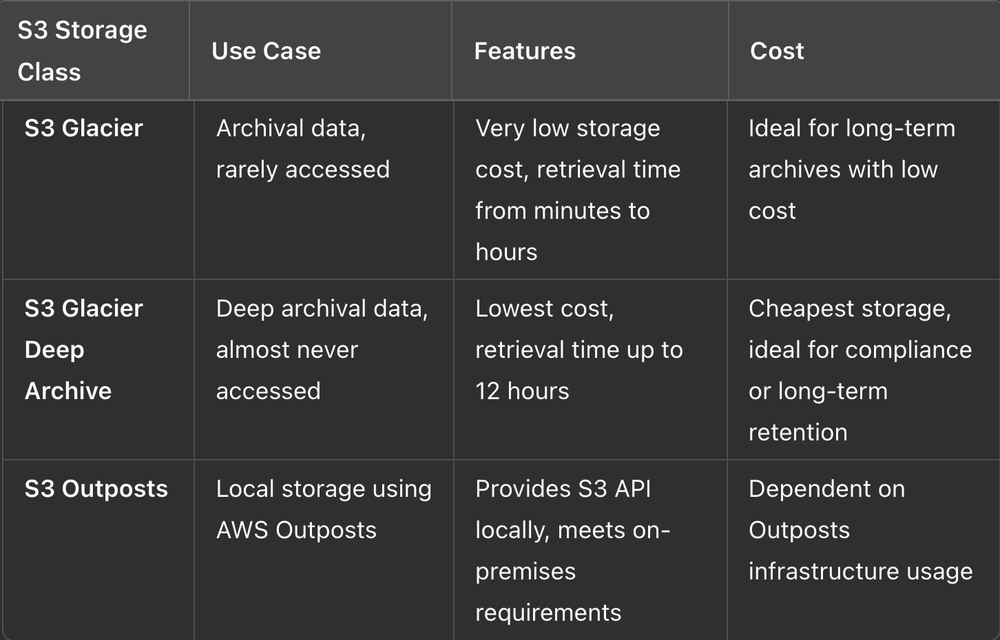 S3 Storage
Class
Use Case
Features
Cost
S3 Glacier
Archival data,
rarely accessed
Very low storage
cost, retrieval time
from minutes to
hours
Ideal for long-term
archives with low
cost
S3 Glacier
Deep
Archive
Deep archival data,
almost never
accessed
Lowest cost,
retrieval time up to
12 hours
Cheapest storage,
ideal for compliance
or long-term
retention
S3 Outposts
Local storage using
AWS Outposts
Provides S3 API
locally, meets on-
premises
requirements
Dependent on
Outposts
infrastructure usage